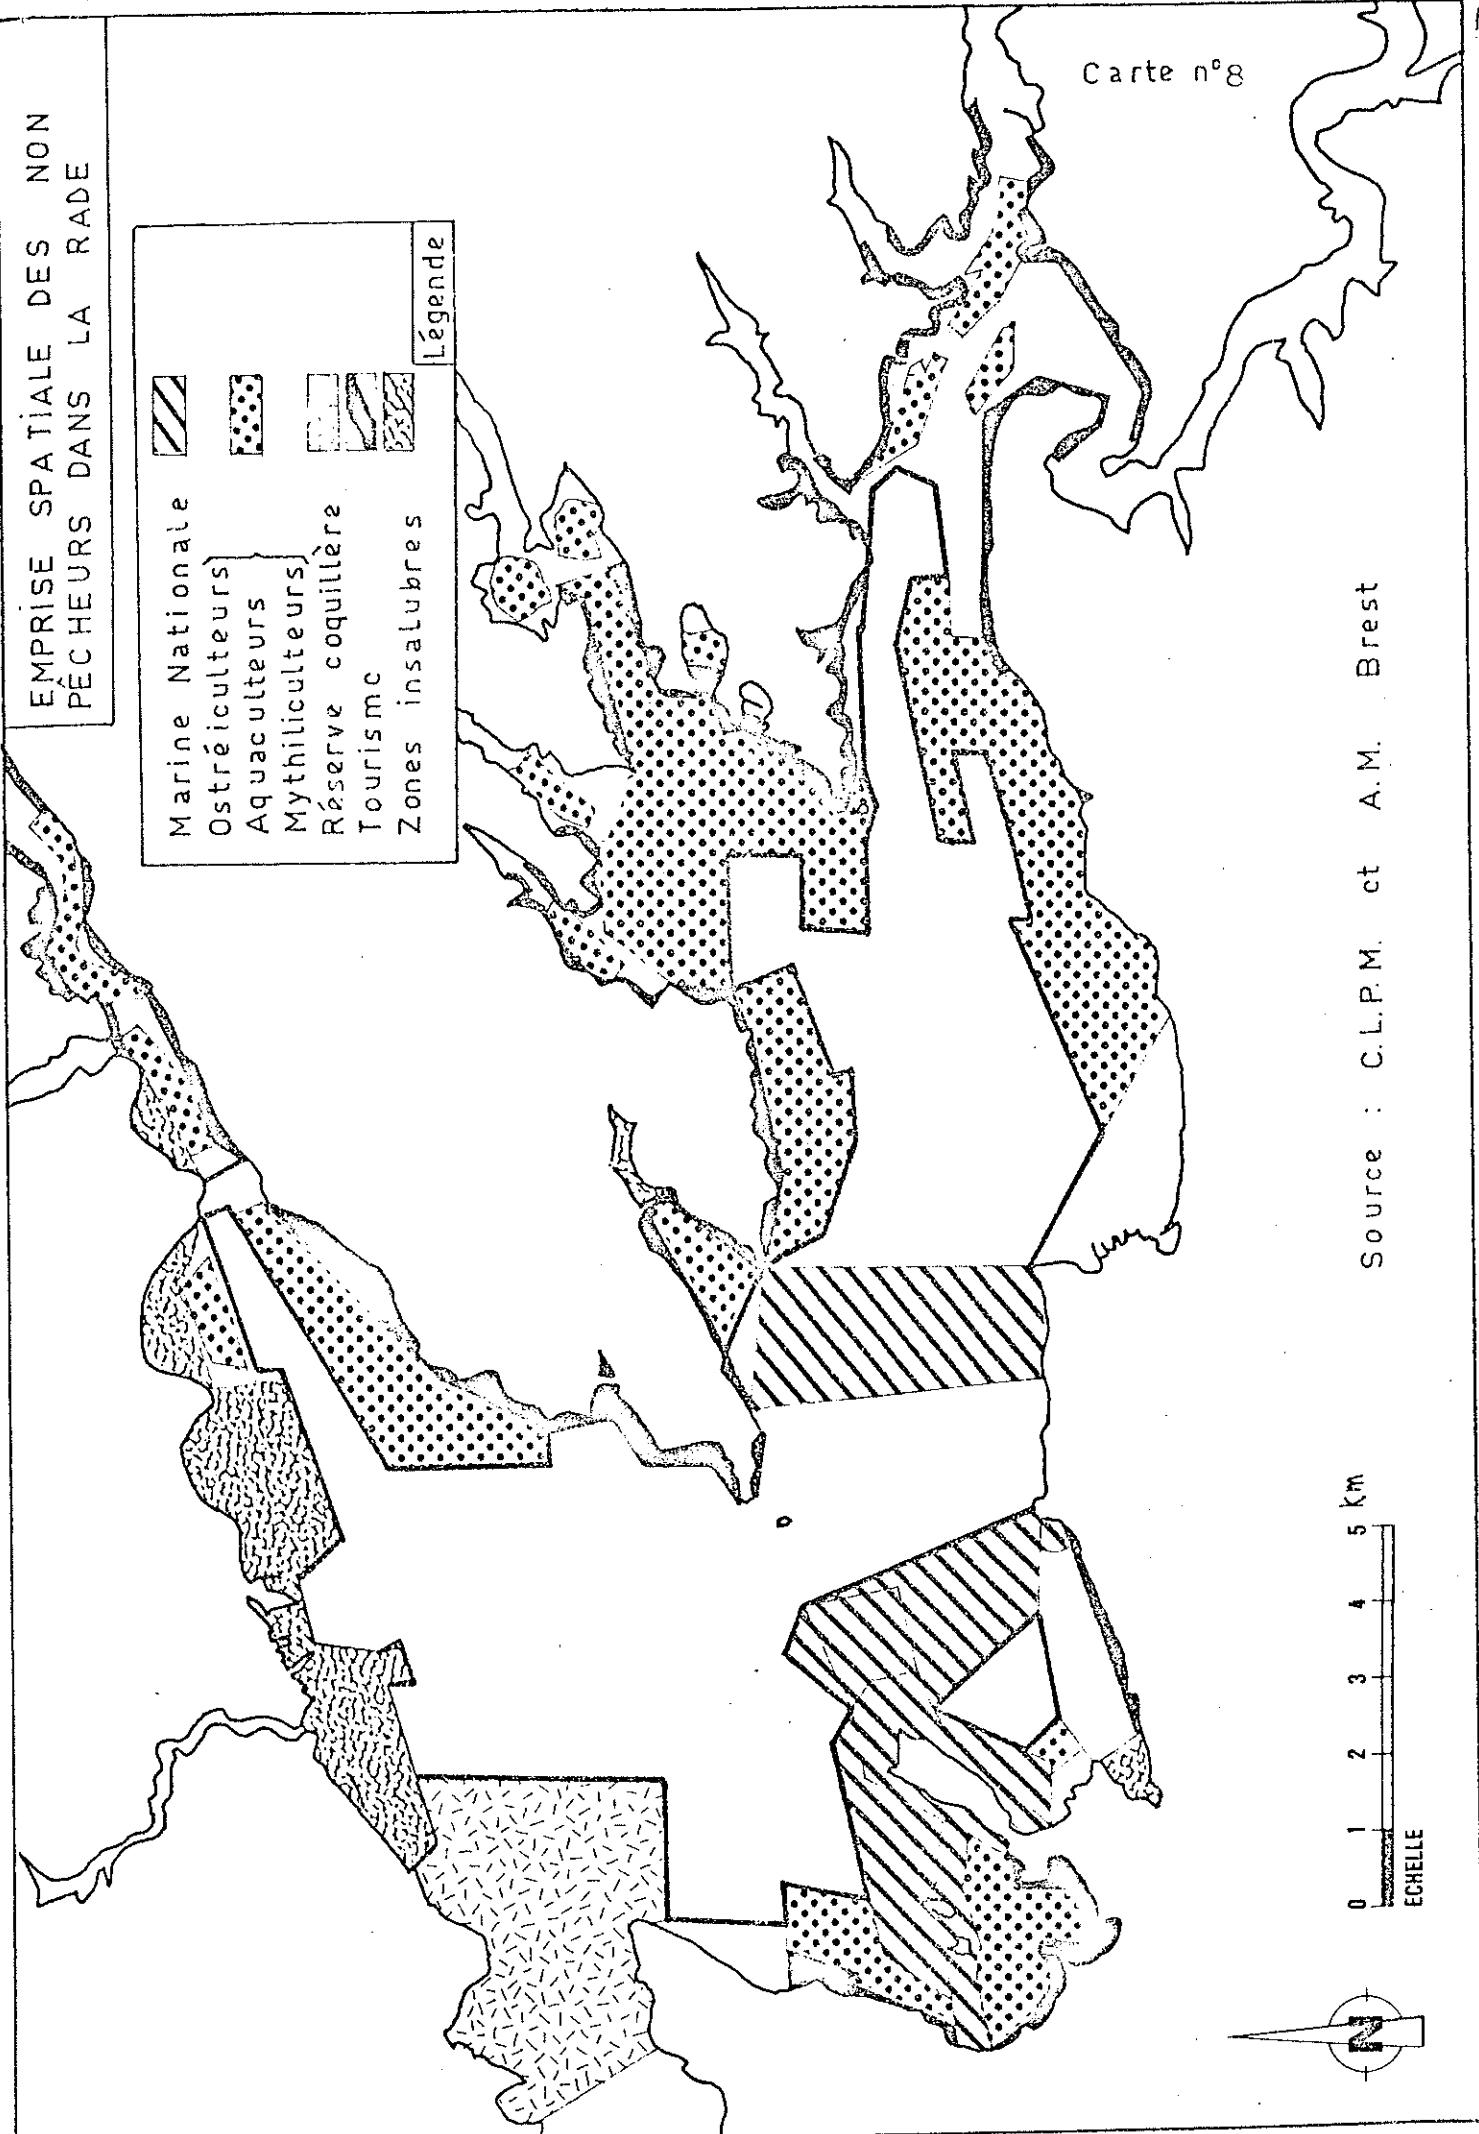 EMPRISE SPATIALE DES NON
PÊCHEURS DANS LA RADE
Marine Nationale
Ostréiculteurs
Aquaculteurs
Mythiliculteurs
Réserve coquillère
Tourisme
Zones insalubres
Légende
Carte n°8
Source : C.L.P.M. et A.M. Brest
0 1 2 3 4 5 Km
ECHELLE
N